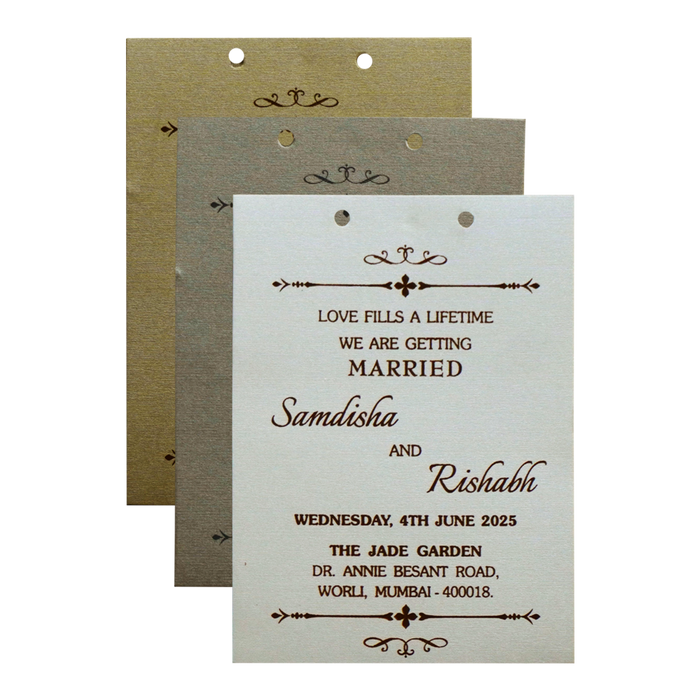 LOVE FILLS A LIFETIME
WE ARE GETTING
MARRIED
Samdisha
AND
Rishabh
WEDNESDAY, 4TH JUNE 2025
THE JADE GARDEN
DR. ANNIE BESANT ROAD,
WORLI, MUMBAI - 400018.